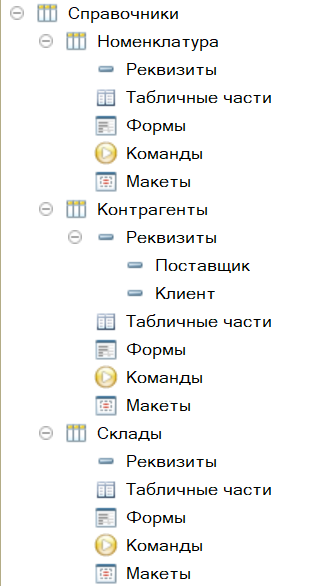 Справочники
Номенклатура
Реквизиты
Табличные части
Формы
Команды
Макеты
Контрагенты
Реквизиты
Поставщик
Клиент
Табличные части
Формы
Команды
Макеты
Склады
Реквизиты
Табличные части
Формы
Команды
Макеты